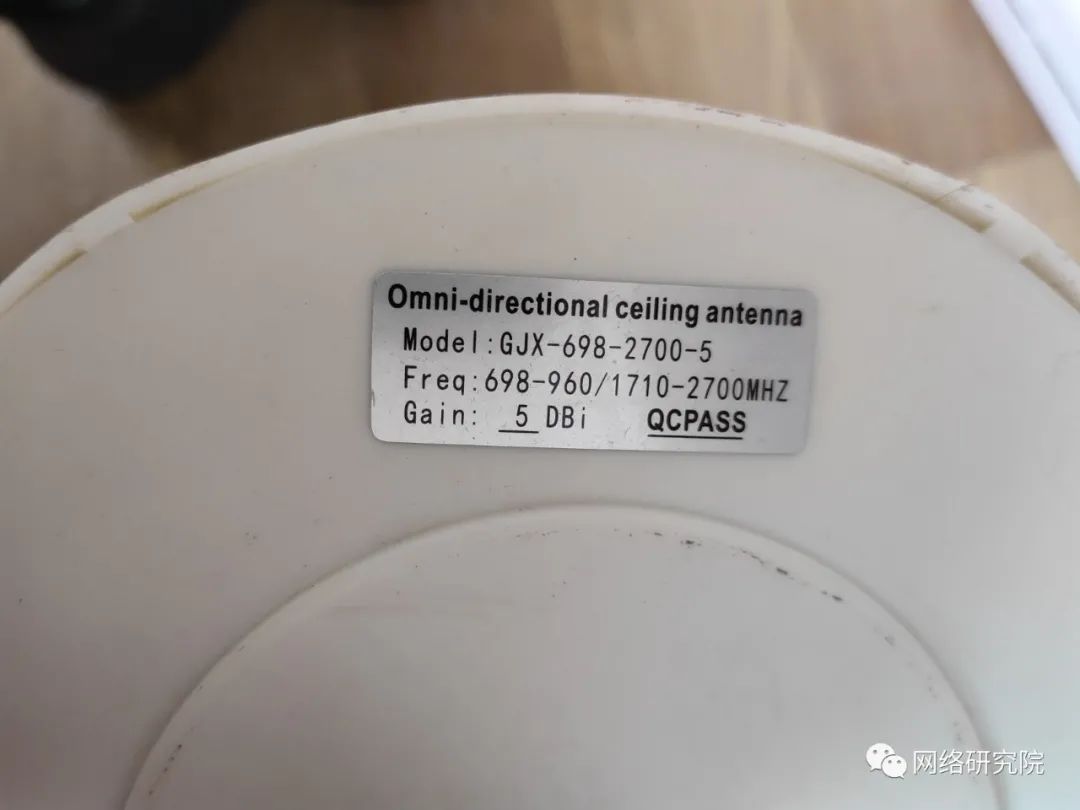 Omni-directional ceiling antenna
Model:GJX-698-2700-5
Freq:698-960/1710-2700MHZ
Gain: 5 DBi QCPASS
网络研究院